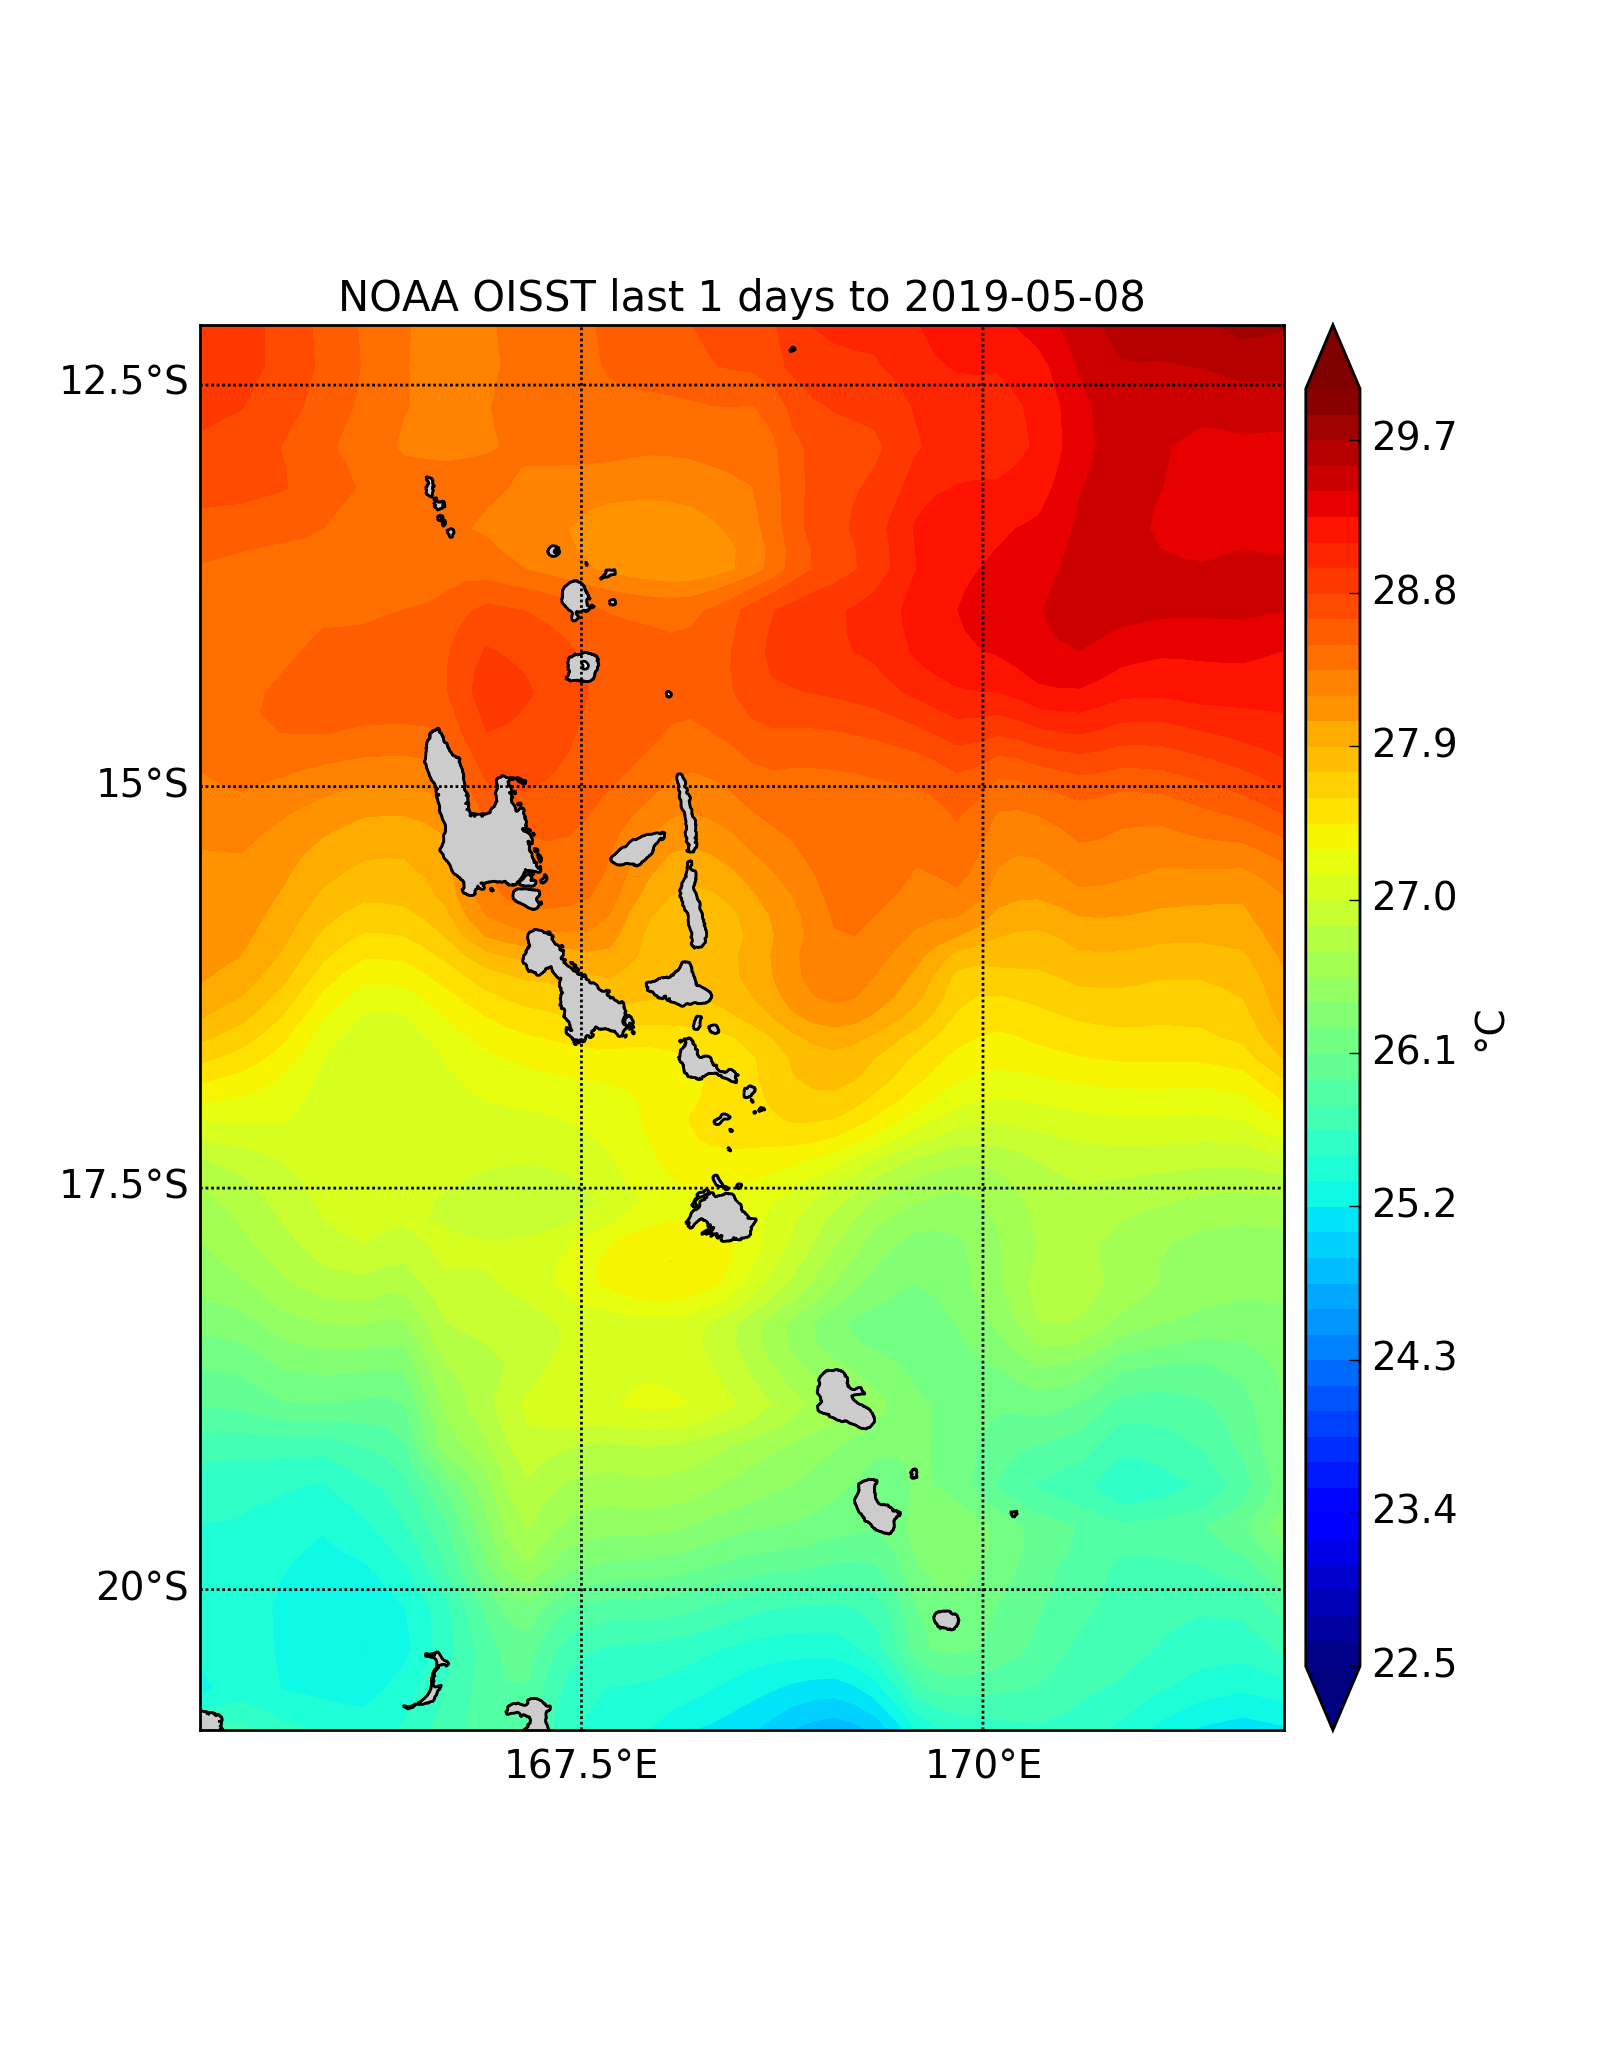 NOAA OISST last 1 days to 2019-05-08
12.5°S
15°S
17.5°S
20°S
167.5°E
170°E
29.7
28.8
27.9
27.0
26.1
25.2
24.3
23.4
22.5
°C